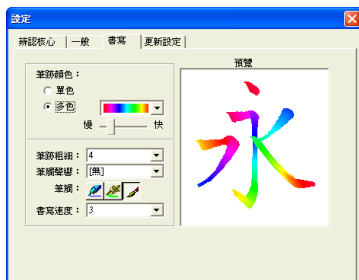 設定
辨認核心 一般 書寫 更新設定
筆跡顏色：
單色
多色
慢 快
筆跡粗細： 4
筆觸聲響： [無]
筆觸：
書寫速度： 3
預覽
永